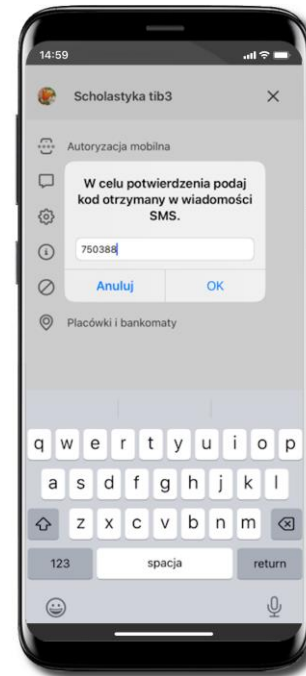 14:59
Scholastyka tib3
Autoryzacja mobilna
W celu potwierdzenia podaj
kod otrzymany w wiadomości
SMS.
750388
Anuluj OK
Placówki i bankomaty
q w e r t y u i o p
a s d f g h j k l
z x c v b n m
123 spacja return